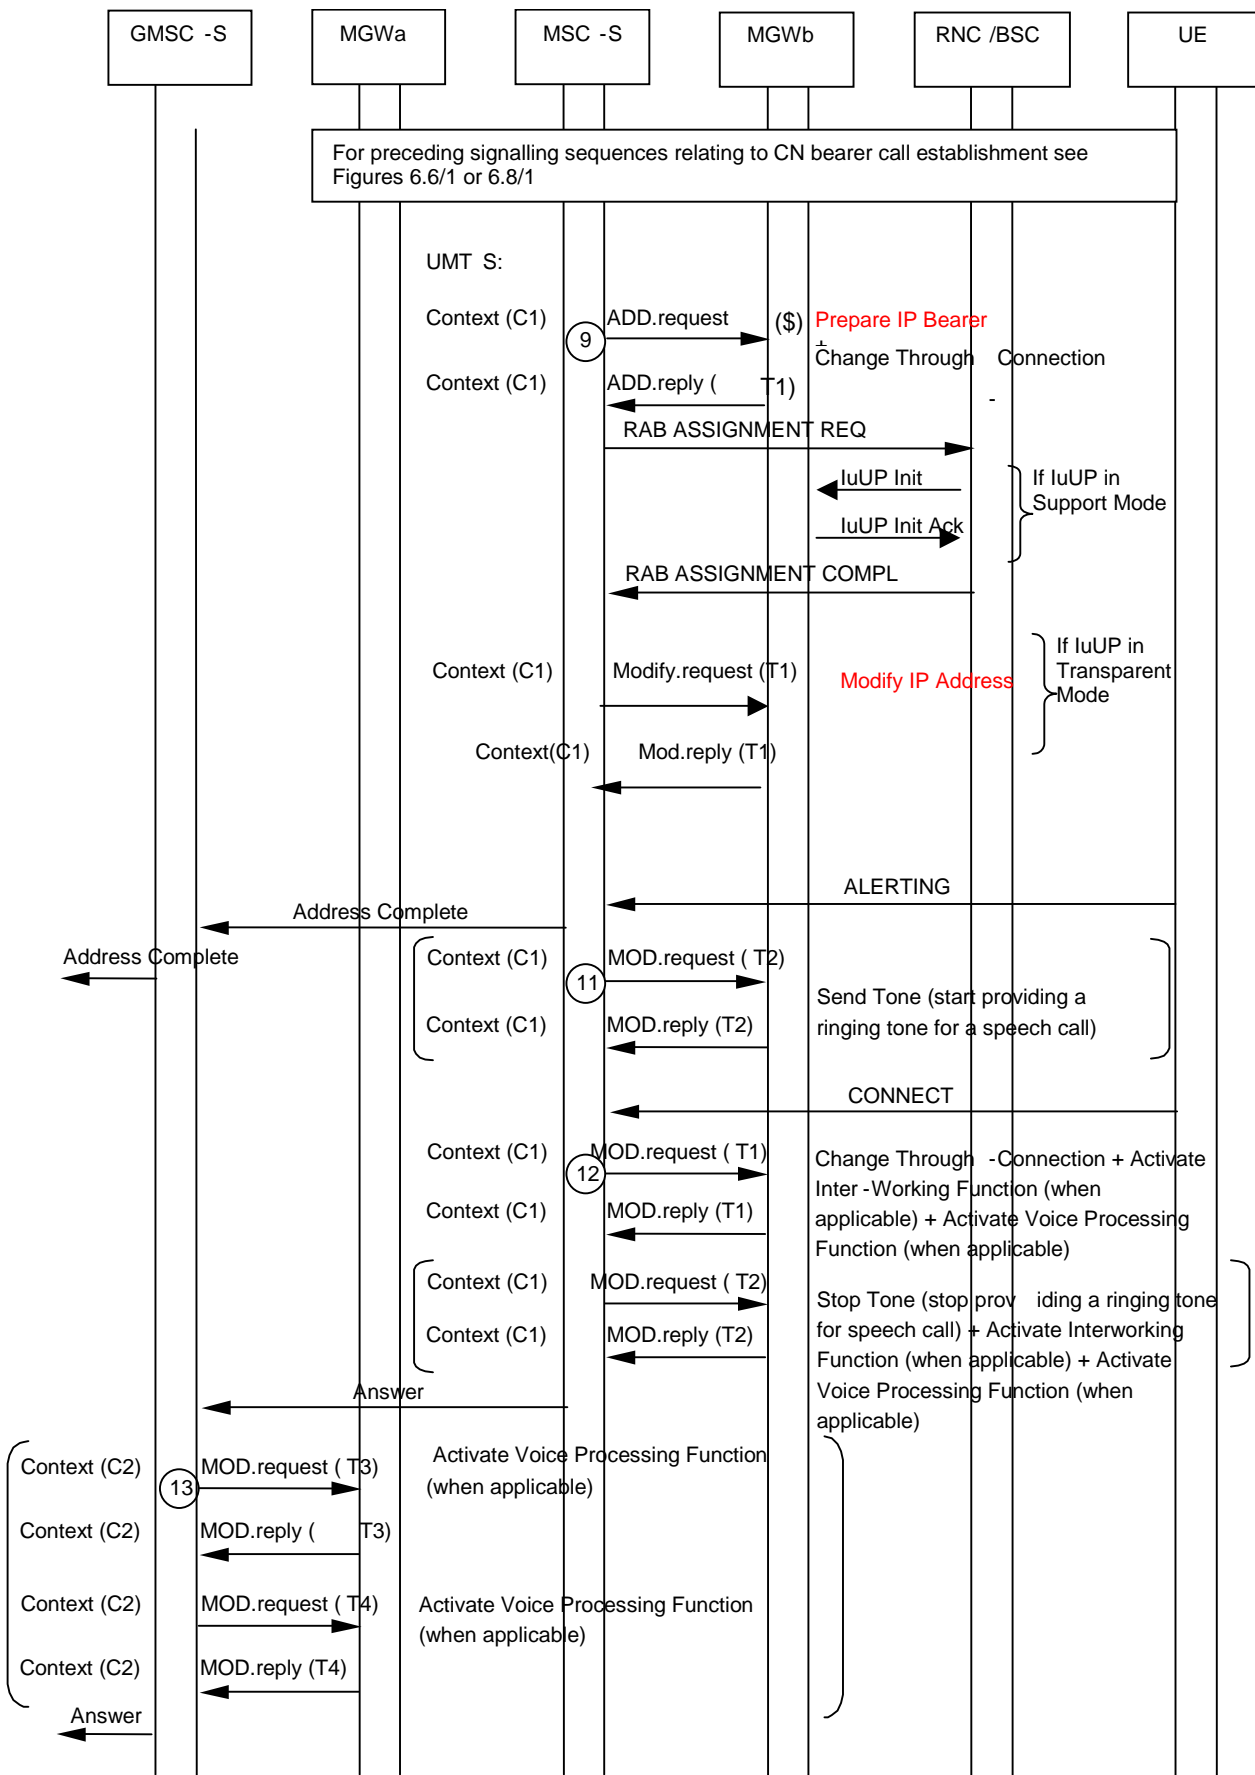 GMSC -S
MGWa
MSC -S
MGWb
RNC /BSC
UE
For preceding signalling sequences relating to CN bearer call establishment see
Figures 6.6/1 or 6.8/1
UMT S:
Context (C1)
9
ADD.request
($)
Prepare IP Bearer
+
Change Through Connection
Context (C1)
ADD.reply ( T1)
-
RAB ASSIGNMENT REQ
IuUP Init
If IuUP in
Support Mode
IuUP Init Ack
RAB ASSIGNMENT COMPL
If IuUP in
Transparent
Mode
Context (C1)
Modify.request (T1)
Modify IP Address
Context(C1)
Mod.reply (T1)
ALERTING
Address Complete
Address Complete
Context (C1)
11
MOD.request ( T2)
Send Tone (start providing a
ringing tone for a speech call)
Context (C1)
MOD.reply (T2)
CONNECT
Context (C1)
12
MOD.request ( T1)
Change Through -Connection + Activate
Inter -Working Function (when
applicable) + Activate Voice Processing
Function (when applicable)
Context (C1)
MOD.reply (T1)
Context (C1)
MOD.request ( T2)
Stop Tone (stop prov iding a ringing tone
for speech call) + Activate Interworking
Function (when applicable) + Activate
Voice Processing Function (when
applicable)
Context (C1)
MOD.reply (T2)
Answer
Context (C2)
13
MOD.request ( T3)
Activate Voice Processing Function
(when applicable)
Context (C2)
MOD.reply ( T3)
Context (C2)
MOD.request ( T4)
Activate Voice Processing Function
(when applicable)
Context (C2)
MOD.reply (T4)
Answer